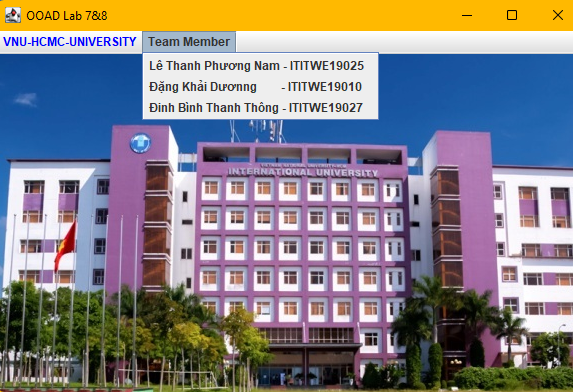 OOAD Lab 7&8
VNU-HCMC-UNIVERSITY Team Member
Lê Thanh Phương Nam - ITITWE19025
Đặng Khải Dươnng - ITITWE19010
Đinh Bình Thanh Thông - ITITWE19027
INTERNATIONAL UNIVERSITY